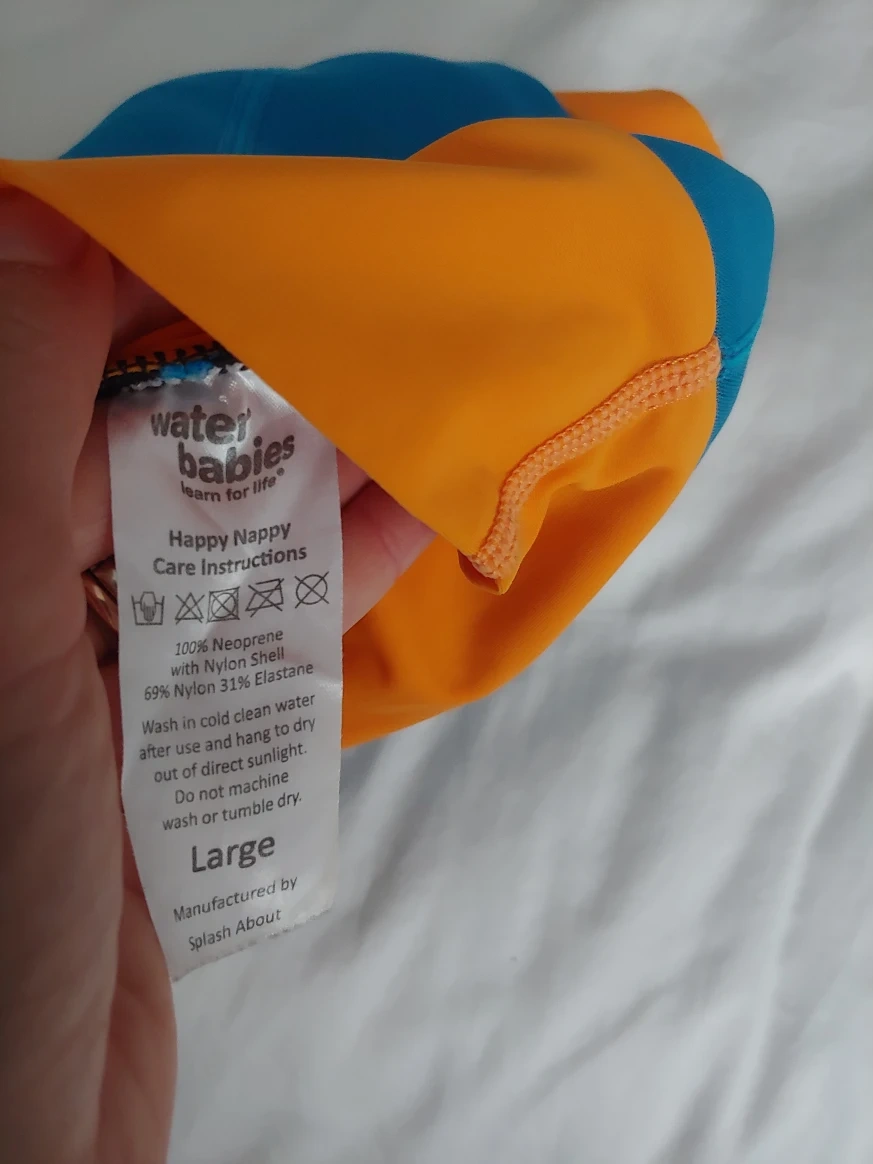 water
babies
learn for life®
Happy Nappy
Care Instructions
100% Neoprene
with Nylon Shell
69% Nylon 31% Elastane
Wash in cold clean water
after use and hang to dry
out of direct sunlight.
Do not machine
wash or tumble dry.
Large
Manufactured by
Splash About